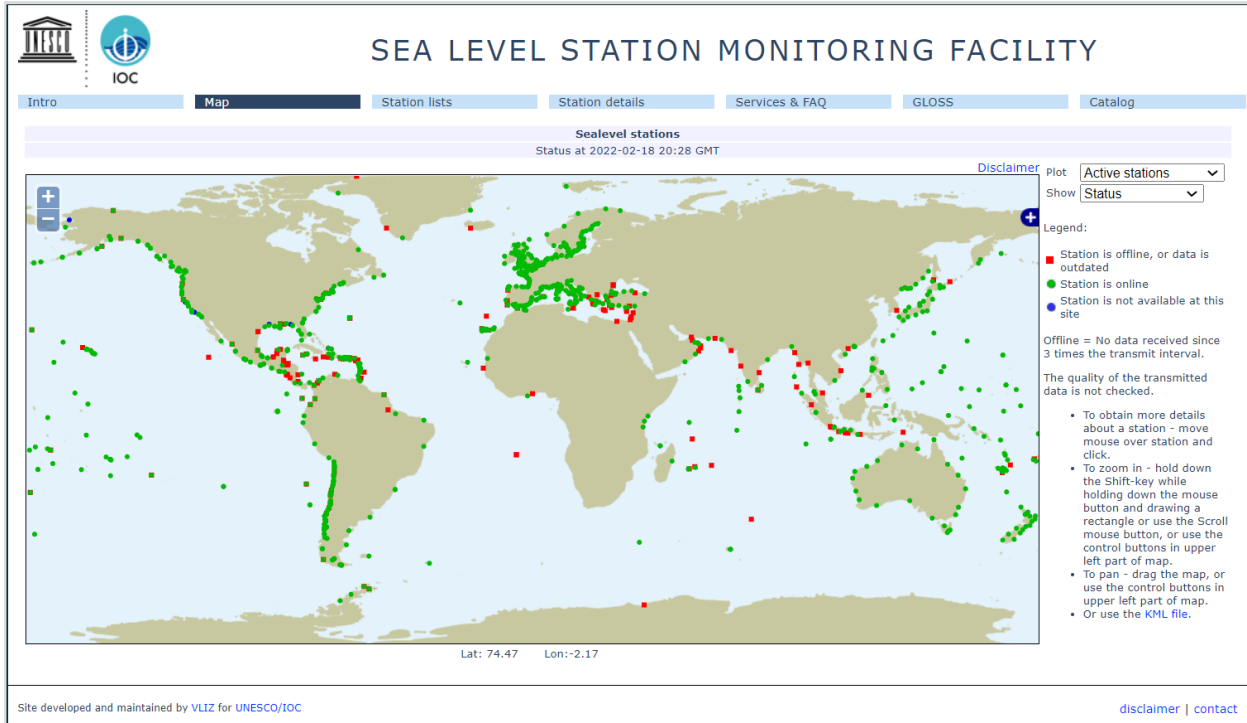 UNESCO
IOC
SEA LEVEL STATION MONITORING FACILITY
Intro
Map
Station lists
Station details
Services & FAQ
GLOSS
Catalog
Sealevel stations
Status at 2022-02-18 20:28 GMT
Disclaimer
Plot Active stations
Show Status
+
−
+
Legend:
Station is offline, or data is
outdated
Station is online
Station is not available at this
site
Offline = No data received since
3 times the transmit interval.
The quality of the transmitted
data is not checked.
• To obtain more details
about a station - move
mouse over station and
click.
• To zoom in - hold down
the Shift-key while
holding down the mouse
button and drawing a
rectangle or use the Scroll
mouse button, or use the
control buttons in upper
left part of map.
• To pan - drag the map, or
use the control buttons in
upper left part of map.
• Or use the KML file.
Lat: 74.47 Lon:-2.17
Site developed and maintained by VLIZ for UNESCO/IOC
disclaimer | contact